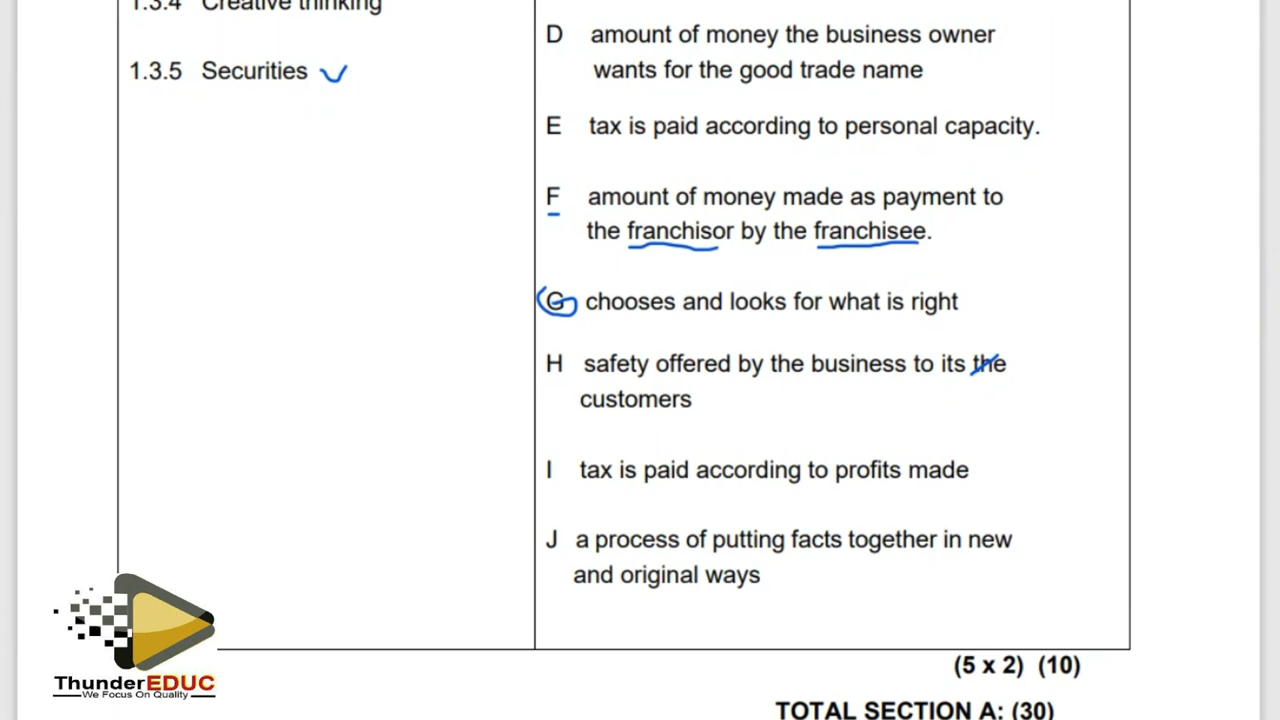 1.3.4 Creative thinking
1.3.5 Securities
D amount of money the business owner
wants for the good trade name
E tax is paid according to personal capacity.
F amount of money made as payment to
the franchisor by the franchisee.
G chooses and looks for what is right
H safety offered by the business to its the
customers
I tax is paid according to profits made
J a process of putting facts together in new
and original ways
(5 x 2) (10)
TOTAL SECTION A: (30)
ThunderEDUC
We Focus On Quality